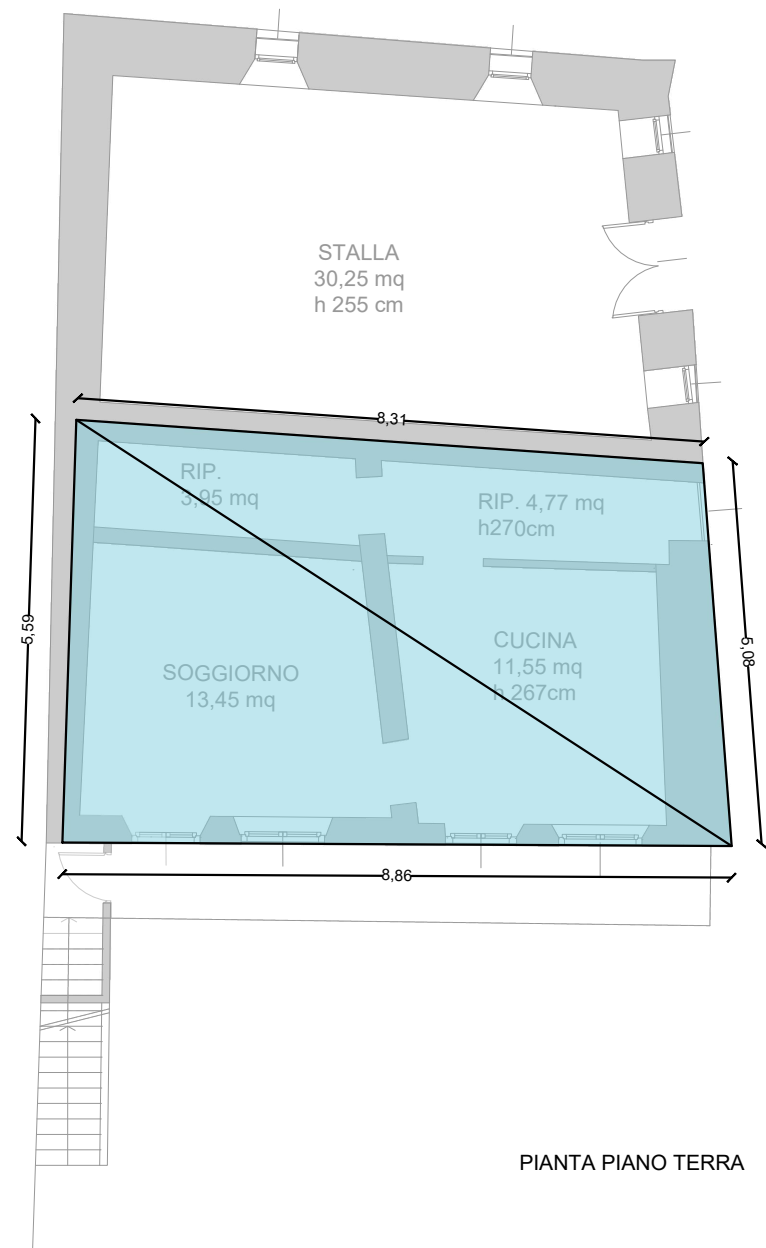 STALLA
30,25 mq
h 255 cm
8,31
RIP.
3,95 mq
RIP. 4,77 mq
h270cm
5,59
5,08
SOGGIORNO
13,45 mq
CUCINA
11,55 mq
h 267cm
8,86
PIANTA PIANO TERRA